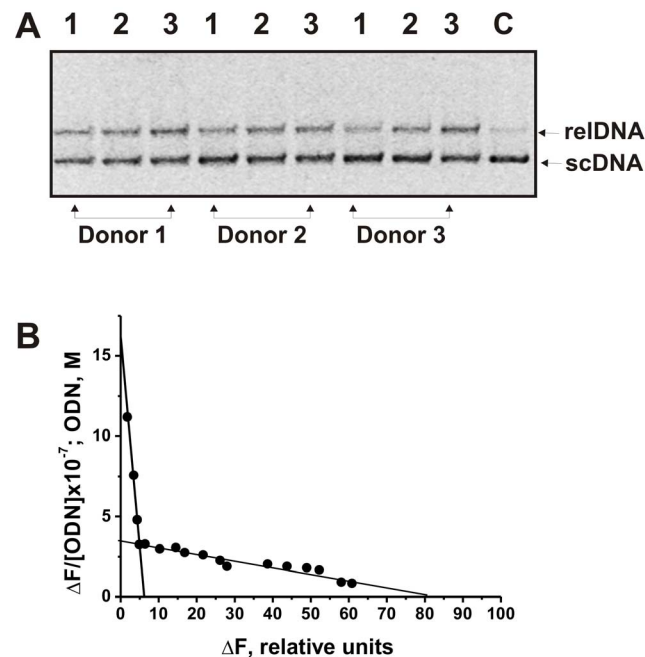 A 1 2 3 1 2 3 1 2 3 C
relDNA
scDNA
Donor 1 Donor 2 Donor 3
B
ΔF/[ODN]x10⁻⁷; ODN, M
15
10
5
0
0 10 20 30 40 50 60 70 80 90 100
ΔF, relative units